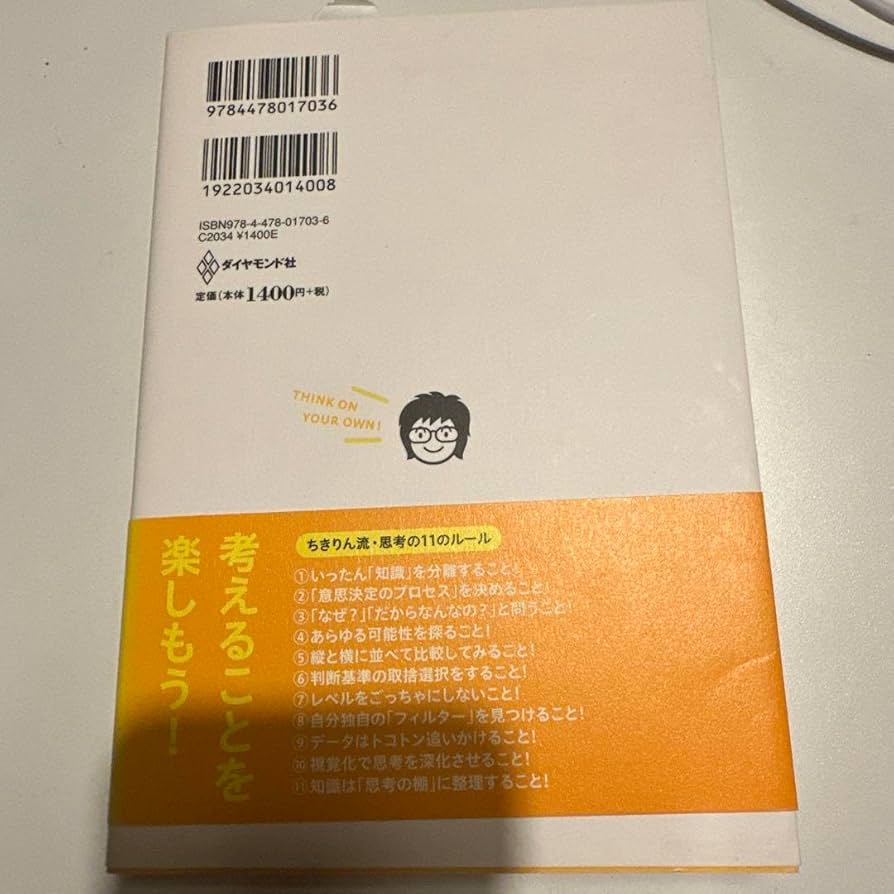 9784478017036
1922034014008
ISBN978-4-478-01703-6
C2034 ¥1400E
ダイヤモンド社
定価(本体1400円+税)
THINK ON
YOUR OWN!
考えることを
楽しもう!
ちきりん流・思考の11のルール
①いったん「知識」を分離すること!
②「意思決定のプロセス」を決めること!
③「なぜ?」「だからなんなの?」と問うこと!
④あらゆる可能性を探ること!
⑤縦と横に並べて比較してみること!
⑥判断基準の取捨選択をすること!
⑦レベルをごっちゃにしないこと!
⑧自分独自の「フィルター」を見つけること!
⑨データはトコトン追いかけること!
⑩視覚化で思考を深化させること!
⑪知識は「思考の棚」に整理すること!